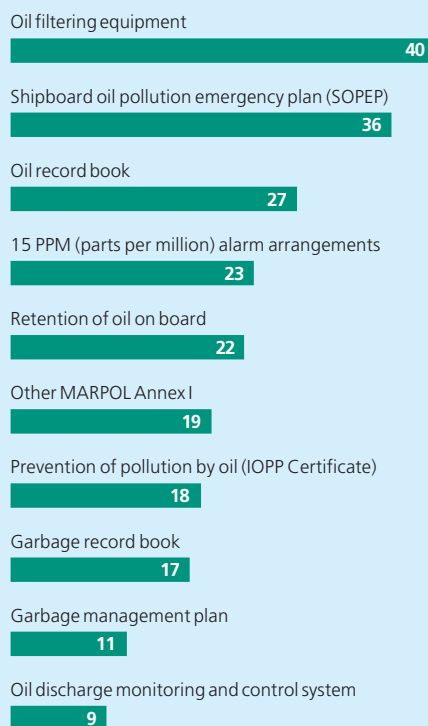 Oil filtering equipment
40
Shipboard oil pollution emergency plan (SOPEP)
36
Oil record book
27
15 PPM (parts per million) alarm arrangements
23
Retention of oil on board
22
Other MARPOL Annex I
19
Prevention of pollution by oil (IOPP Certificate)
18
Garbage record book
17
Garbage management plan
11
Oil discharge monitoring and control system
9